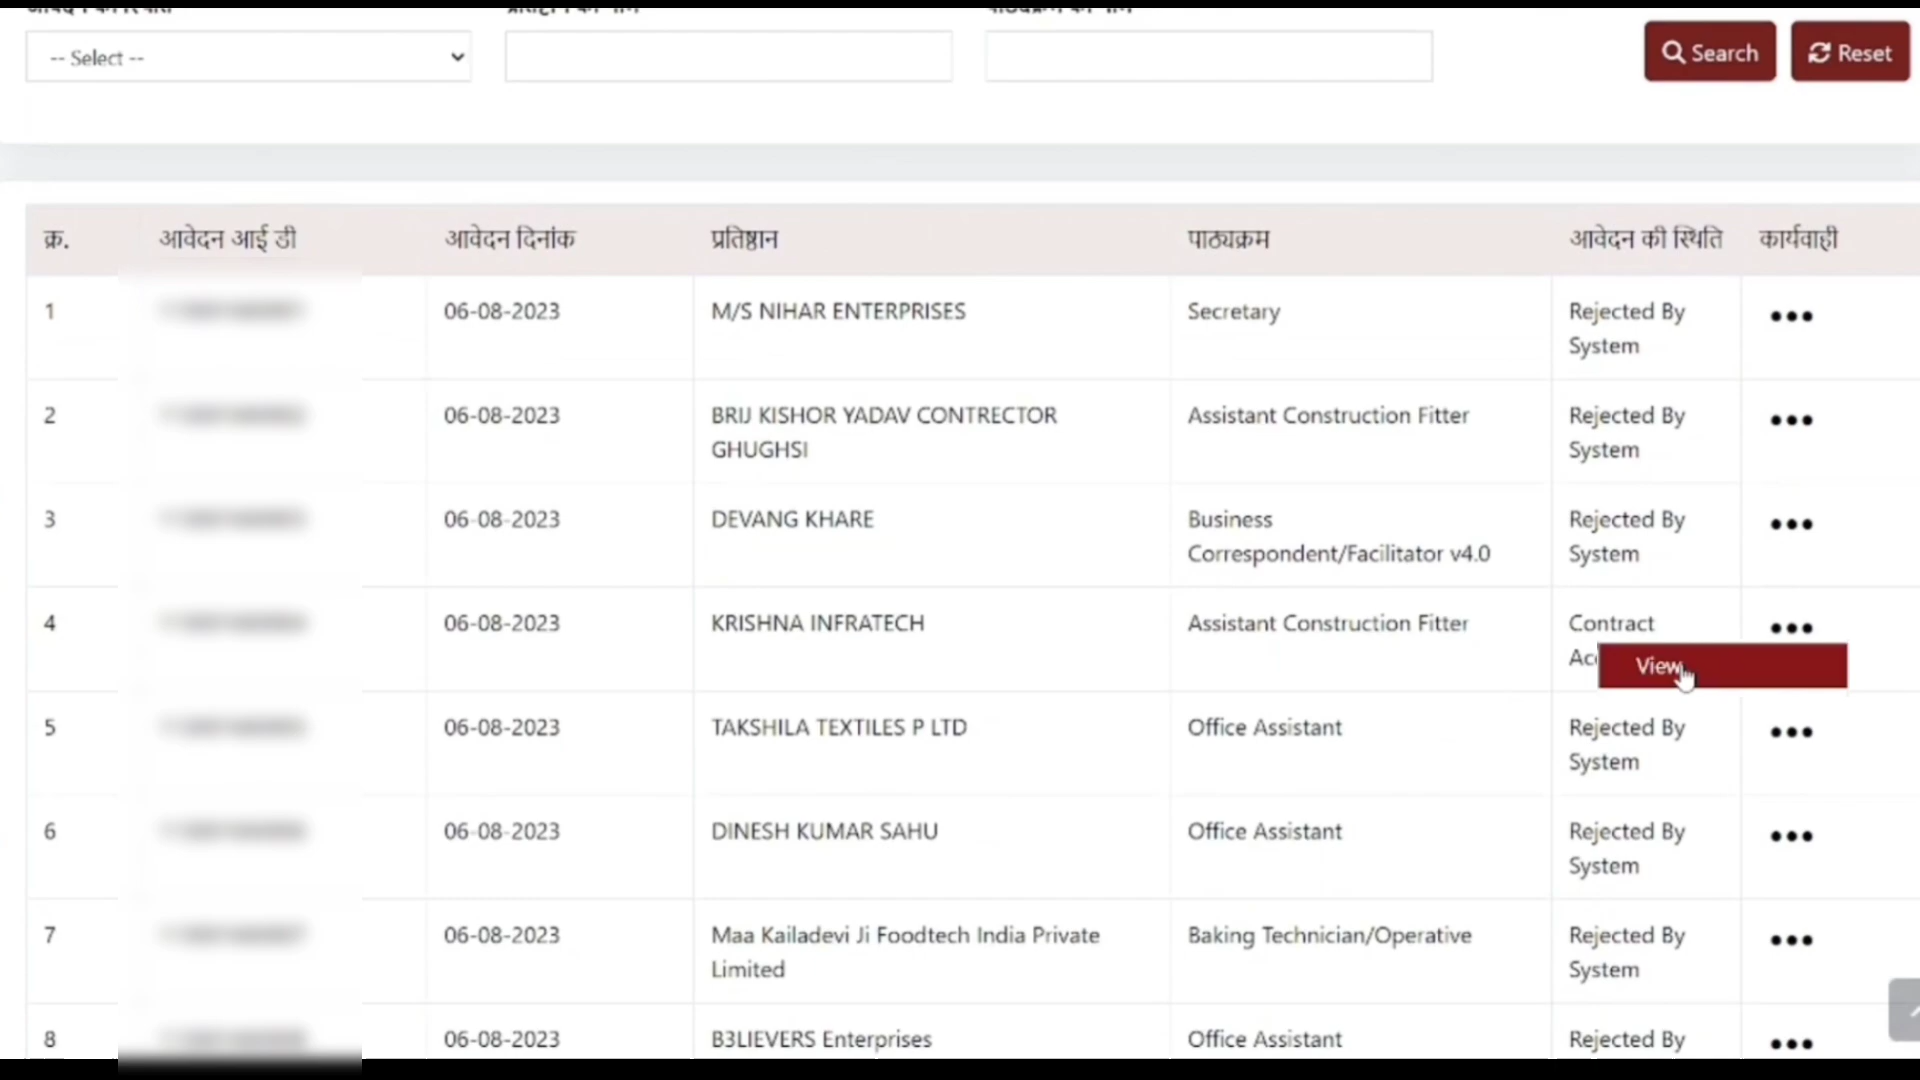 -- Select --
Search
Reset
क्र. आवेदन आई डी आवेदन दिनांक प्रतिष्ठान पाठ्यक्रम आवेदन की स्थिति कार्यवाही
1 06-08-2023 M/S NIHAR ENTERPRISES Secretary Rejected By
System
2 06-08-2023 BRIJ KISHOR YADAV CONTRECTOR Assistant Construction Fitter Rejected By
GHUGHSI System
3 06-08-2023 DEVANG KHARE Business Rejected By
Correspondent/Facilitator v4.0 System
4 06-08-2023 KRISHNA INFRATECH Assistant Construction Fitter Contract
View
5 06-08-2023 TAKSHILA TEXTILES P LTD Office Assistant Rejected By
System
6 06-08-2023 DINESH KUMAR SAHU Office Assistant Rejected By
System
7 06-08-2023 Maa Kailadevi Ji Foodtech India Private Baking Technician/Operative Rejected By
Limited System
8 06-08-2023 B3LIEVERS Enterprises Office Assistant Rejected By